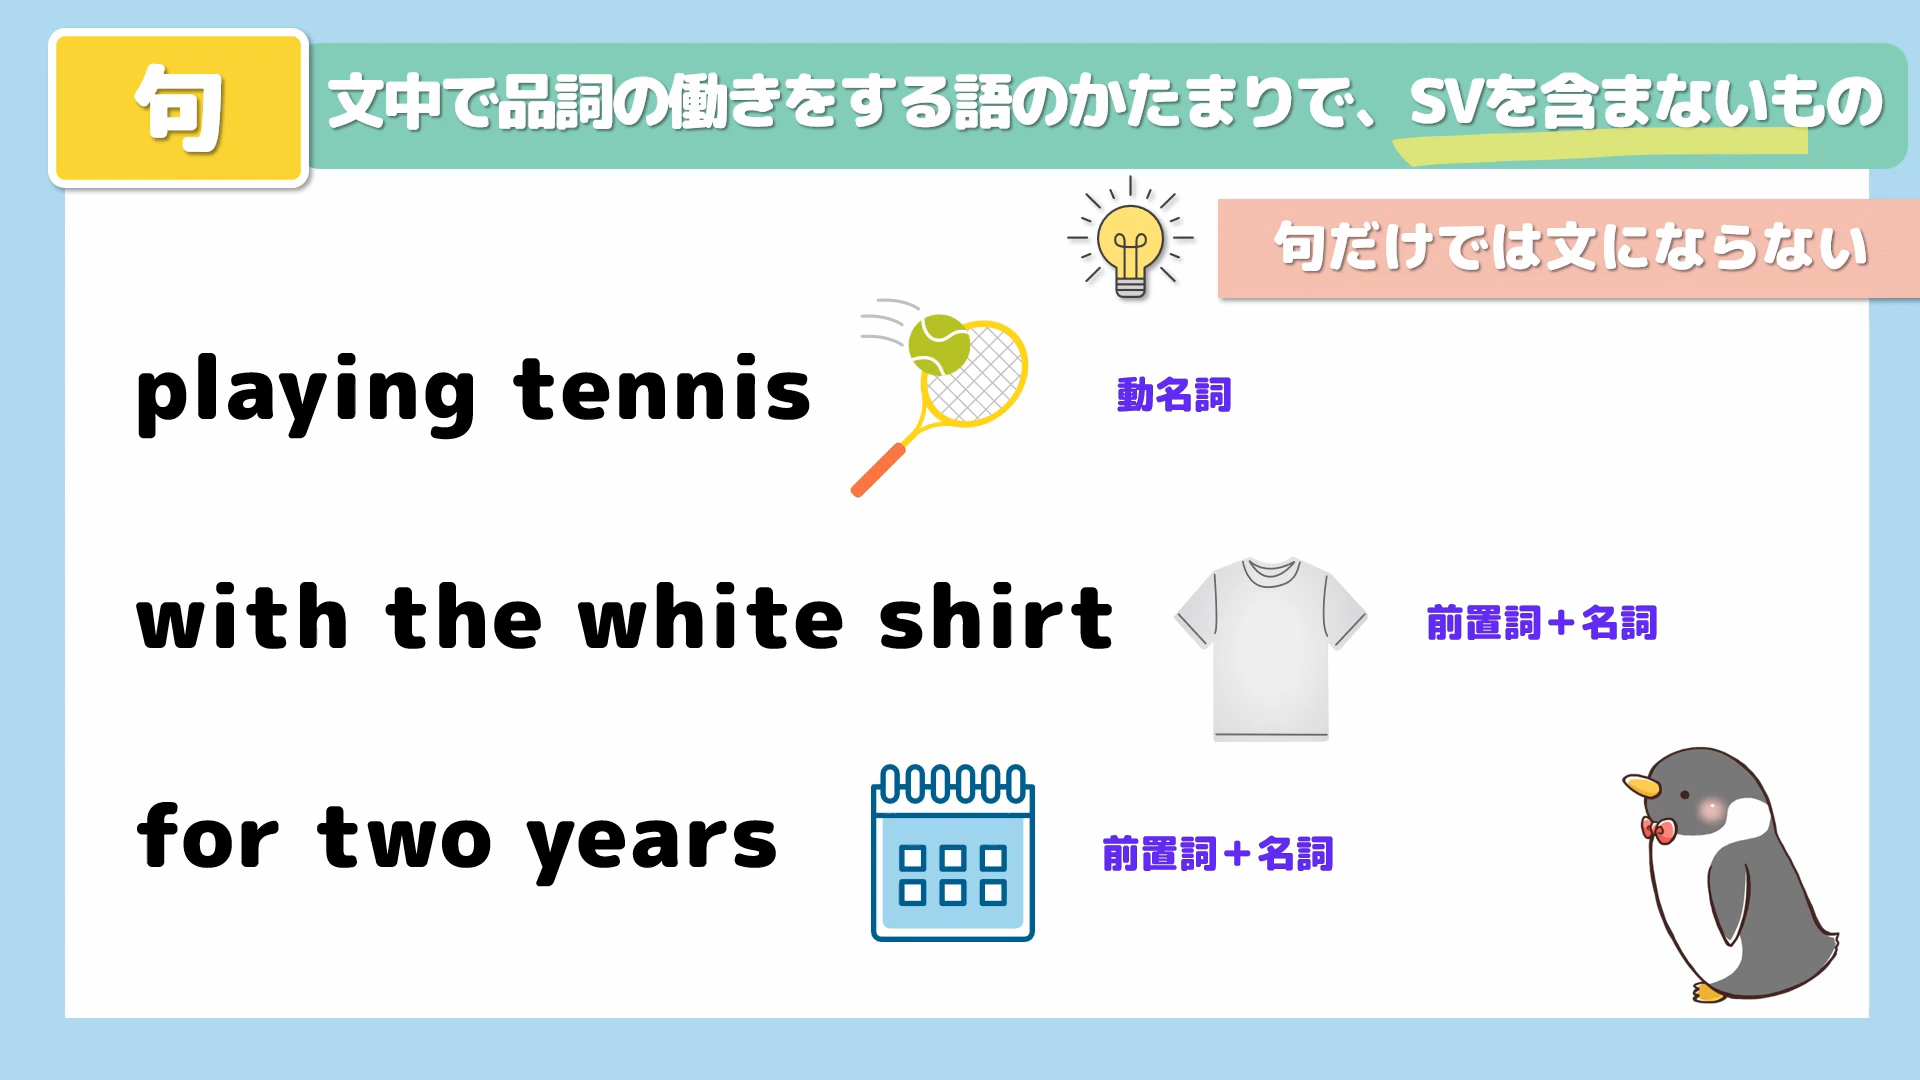 句
文中で品詞の働きをする語のかたまりで、SVを含まないもの
句だけでは文にならない
playing tennis
動名詞
with the white shirt
前置詞＋名詞
for two years
前置詞＋名詞